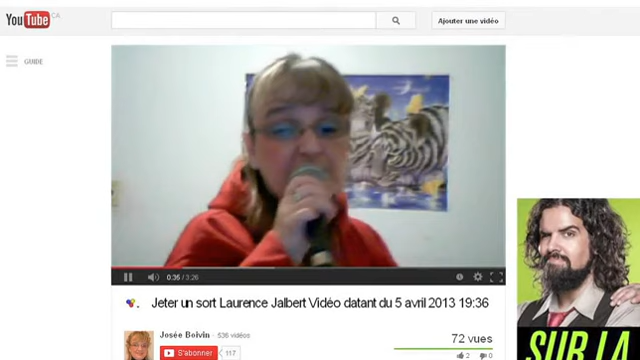 YouTube CA
Ajouter une vidéo
GUIDE
0:36 / 3:26
Jeter un sort Laurence Jalbert Vidéo datant du 5 avril 2013 19:36
Josée Boivin · 536 vidéos
S'abonner 117
72 vues
2 0
SUR LA